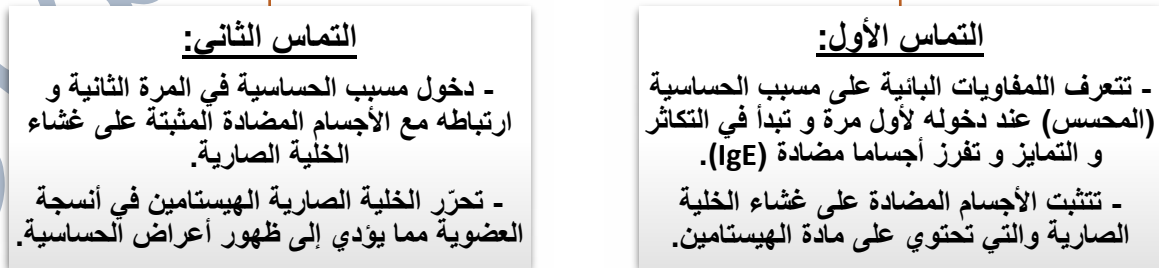 التماس الأول:
- تتعرف اللمفاويات البائية على مسبب الحساسية
(المحسس) عند دخوله لأول مرة و تبدأ في التكاثر
و التمايز و تفرز أجساما مضادة (IgE).
- تتثبت الأجسام المضادة على غشاء الخلية
الصارية والتي تحتوي على مادة الهيستامين.
التماس الثاني:
- دخول مسبب الحساسية في المرة الثانية و
ارتباطه مع الأجسام المضادة المثبتة على غشاء
الخلية الصارية.
- تحرّر الخلية الصارية الهيستامين في أنسجة
العضوية مما يؤدي إلى ظهور أعراض الحساسية.